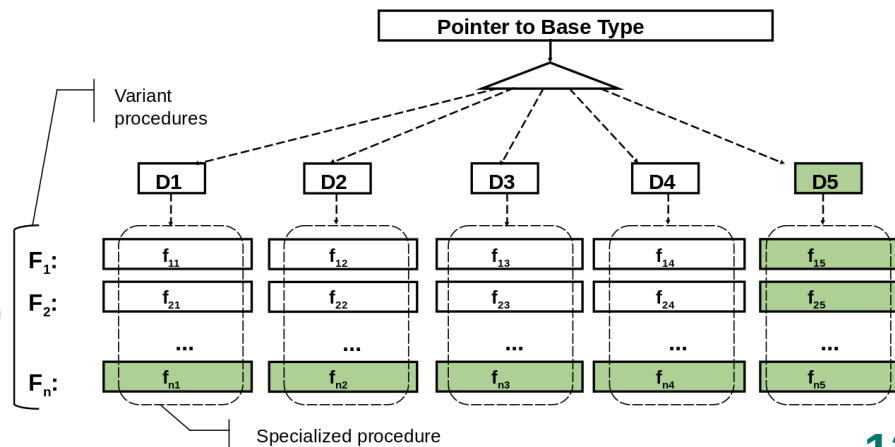 Pointer to Base Type
Variant
procedures
D1 D2 D3 D4 D5
F1: f11 f12 f13 f14 f15
F2: f21 f22 f23 f24 f25
... ... ... ... ...
Fn: fn1 fn2 fn3 fn4 fn5
Specialized procedure